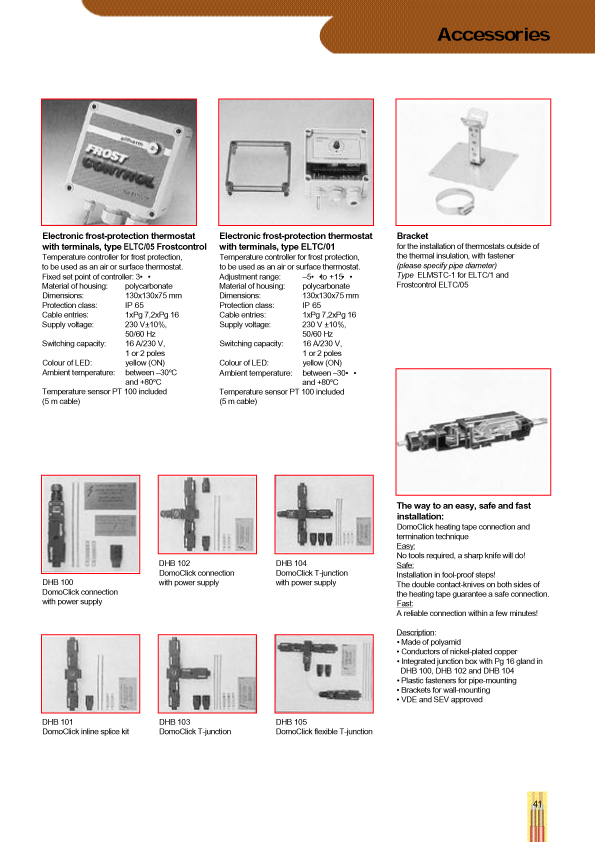 Accessories
eltherm
FROST
CONTROL
Electronic frost-protection thermostat
with terminals, type ELTC/05 Frostcontrol
Temperature controller for frost protection,
to be used as an air or surface thermostat.
Fixed set point of controller: 3• •
Material of housing: polycarbonate
Dimensions: 130x130x75 mm
Protection class: IP 65
Cable entries: 1xPg 7,2xPg 16
Supply voltage: 230 V±10%,
50/60 Hz
Switching capacity: 16 A/230 V,
1 or 2 poles
Colour of LED: yellow (ON)
Ambient temperature: between –30ºC
and +80ºC
Temperature sensor PT 100 included
(5 m cable)
Electronic frost-protection thermostat
with terminals, type ELTC/01
Temperature controller for frost protection,
to be used as an air or surface thermostat.
Adjustment range: –5• •to +15• •
Material of housing: polycarbonate
Dimensions: 130x130x75 mm
Protection class: IP 65
Cable entries: 1xPg 7,2xPg 16
Supply voltage: 230 V ±10%,
50/60 Hz
Switching capacity: 16 A/230 V,
1 or 2 poles
Colour of LED: yellow (ON)
Ambient temperature: between –30• •
and +80ºC
Temperature sensor PT 100 included
(5 m cable)
Bracket
for the installation of thermostats outside of
the thermal insulation, with fastener
(please specify pipe diameter)
Type ELMSTC-1 for ELTC/1 and
Frostcontrol ELTC/05
DHB 100
DomoClick connection
with power supply
DHB 102
DomoClick connection
with power supply
DHB 104
DomoClick T-junction
with power supply
DHB 101
DomoClick inline splice kit
DHB 103
DomoClick T-junction
DHB 105
DomoClick flexible T-junction
The way to an easy, safe and fast
installation:
DomoClick heating tape connection and
termination technique
Easy:
No tools required, a sharp knife will do!
Safe:
Installation in fool-proof steps!
The double contact-knives on both sides of
the heating tape guarantee a safe connection.
Fast:
A reliable connection within a few minutes!
Description:
• Made of polyamid
• Conductors of nickel-plated copper
• Integrated junction box with Pg 16 gland in
DHB 100, DHB 102 and DHB 104
• Plastic fasteners for pipe-mounting
• Brackets for wall-mounting
• VDE and SEV approved
41